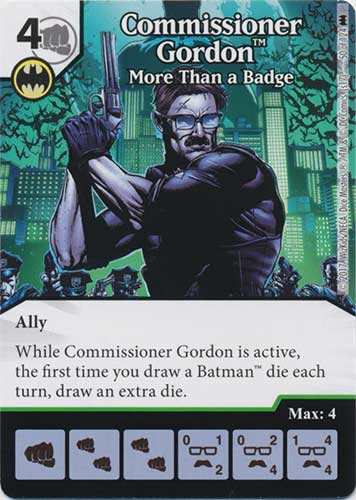 4
Commissioner
Gordon™
More Than a Badge
Ally
While Commissioner Gordon is active,
the first time you draw a Batman™ die each
turn, draw an extra die.
Max: 4
0 1 2
0 2 4
1 4 4